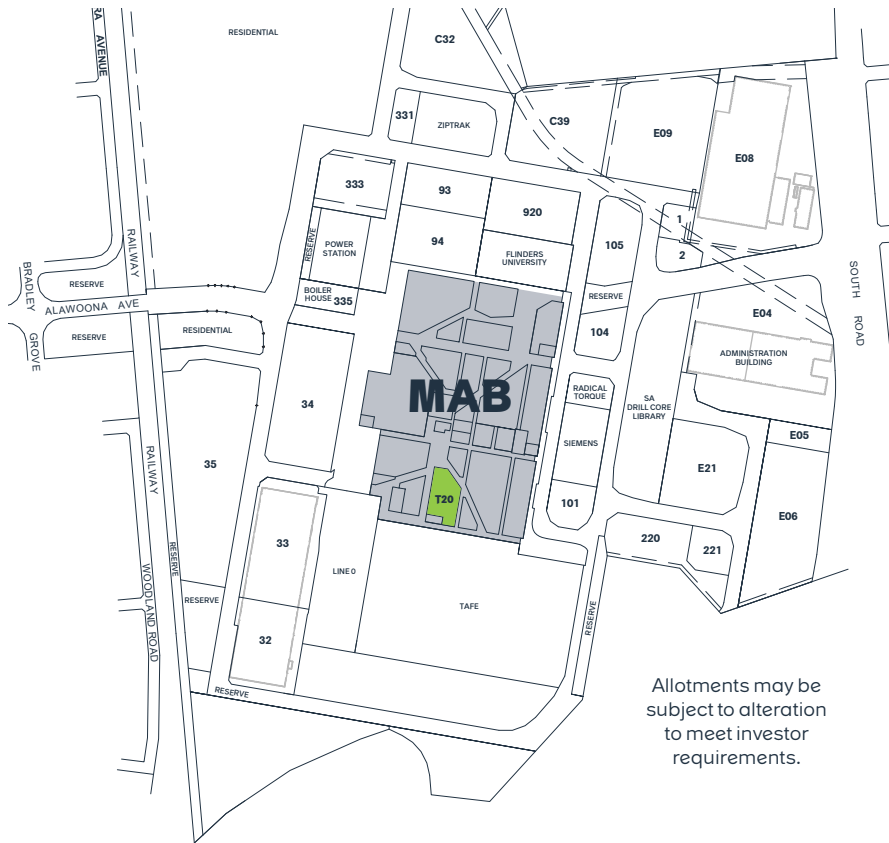 RA AVENUE
RESIDENTIAL
C32
331
ZIPTRAK
C39
E09
E08
333
93
920
94
FLINDERS
UNIVERSITY
105
1
2
RESERVE
POWER
STATION
RAILWAY
BRADLEY
GROVE
RESERVE
ALAWOONA AVE
RESERVE
RESIDENTIAL
BOILER
HOUSE
335
RESERVE
104
SOUTH
ROAD
E04
ADMINISTRATION
BUILDING
MAB
34
RADICAL
TORQUE
SA
DRILL CORE
LIBRARY
SIEMENS
E05
35
RAILWAY
E21
T20
101
E06
33
220
221
RESERVE
LINE 0
WOODLAND ROAD
RESERVE
TAFE
RESERVE
32
RESERVE
Allotments may be
subject to alteration
to meet investor
requirements.